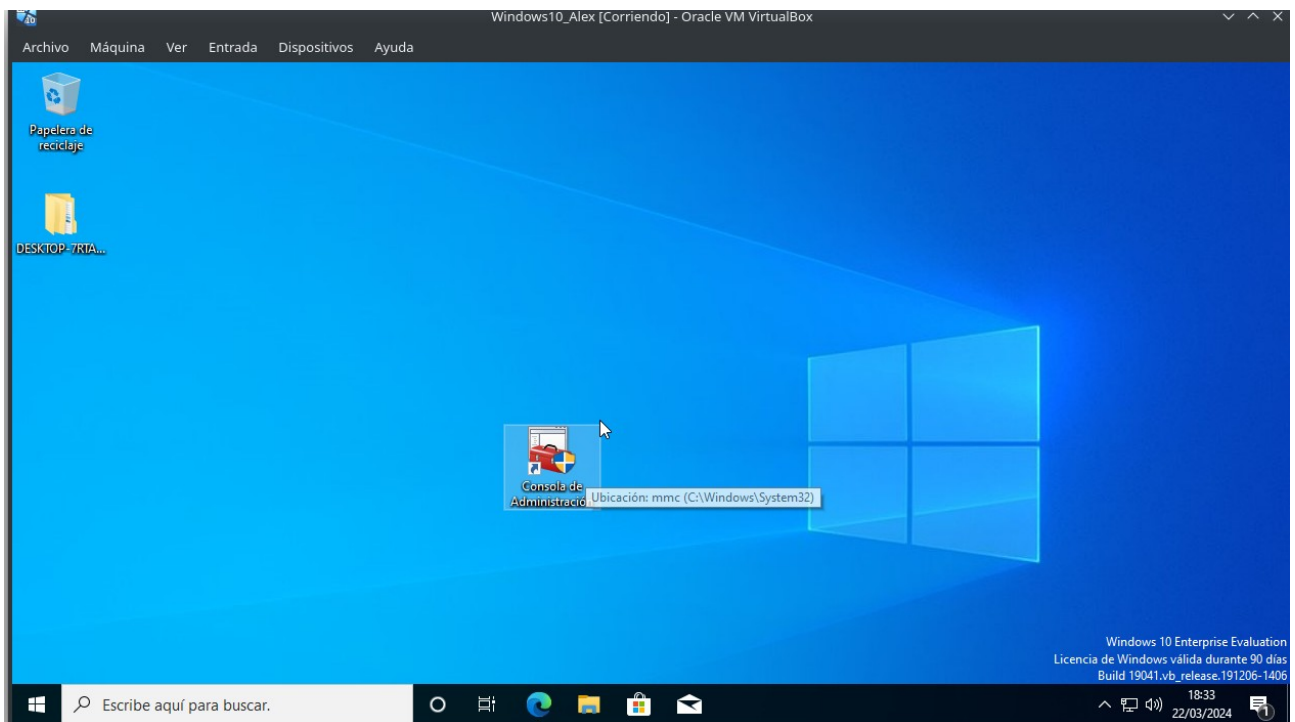 Windows10_Alex [Corriendo] - Oracle VM VirtualBox
Archivo Máquina Ver Entrada Dispositivos Ayuda
Papelera de
reciclaje
DESKTOP-7RTA...
Consola de
Administració
Ubicación: mmc (C:\Windows\System32)
Windows 10 Enterprise Evaluation
Licencia de Windows válida durante 90 días
Build 19041.vb_release.191206-1406
Escribe aquí para buscar.
18:33
22/03/2024
1